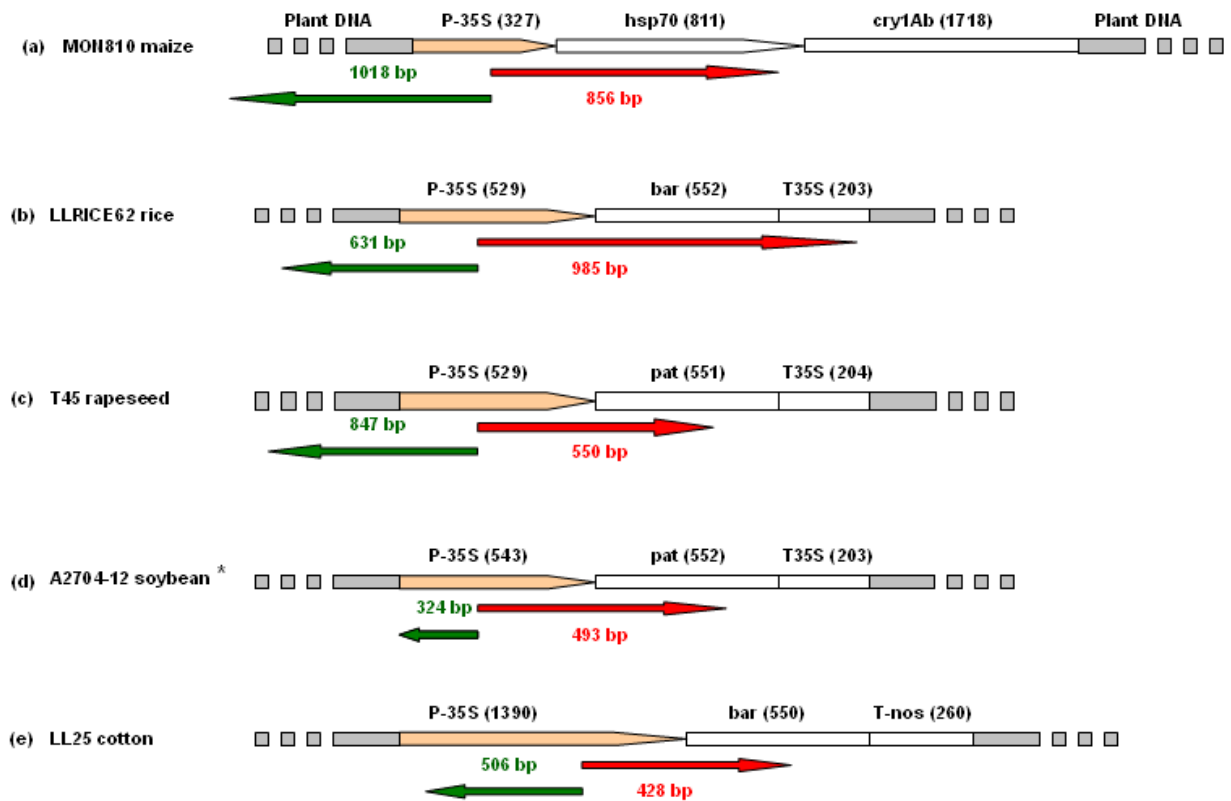 Plant DNA P-35S (327) hsp70 (811) cry1Ab (1718) Plant DNA
(a) MON810 maize
1018 bp
856 bp
P-35S (529) bar (552) T35S (203)
(b) LLRICE62 rice
631 bp
985 bp
P-35S (529) pat (551) T35S (204)
(c) T45 rapeseed
847 bp
550 bp
P-35S (543) pat (552) T35S (203)
(d) A2704-12 soybean *
324 bp
493 bp
P-35S (1390) bar (550) T-nos (260)
(e) LL25 cotton
506 bp
428 bp